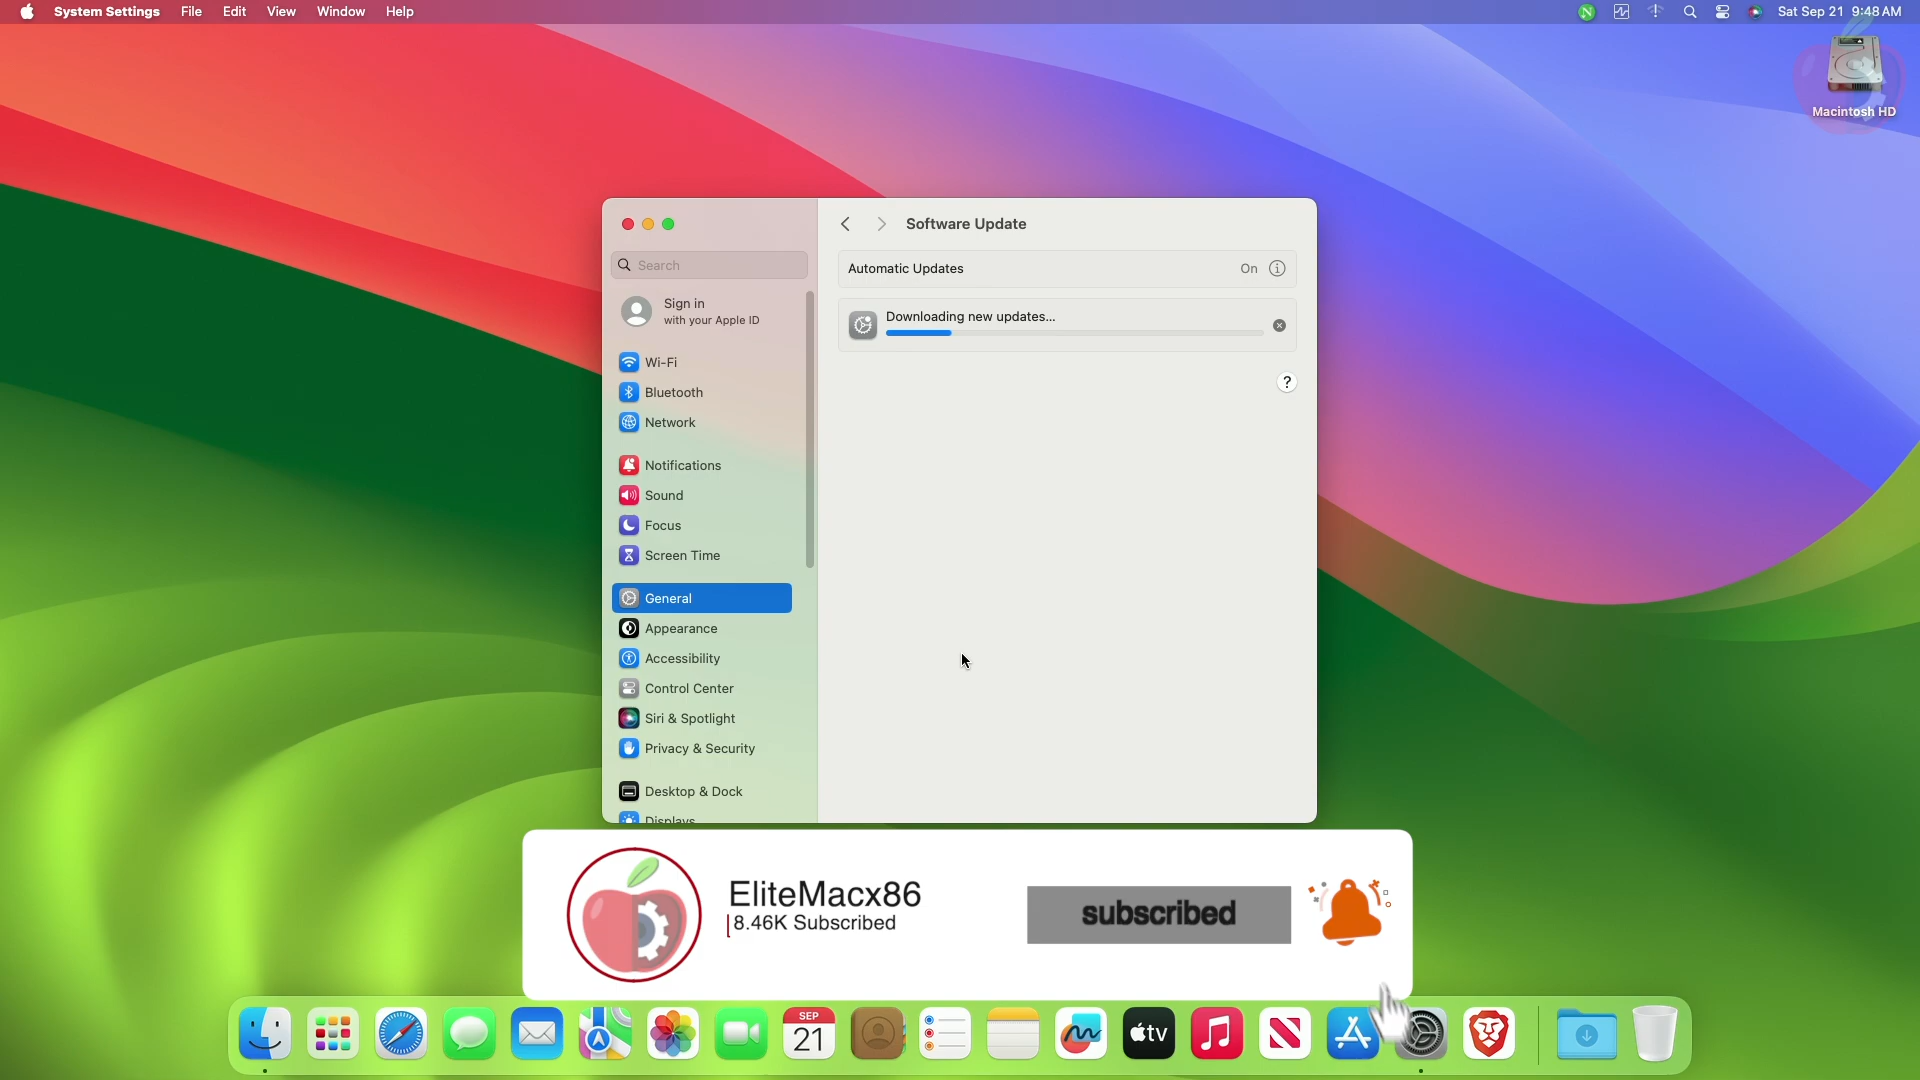 System Settings File Edit View Window Help
Sat Sep 21 9:48 AM
Macintosh HD
Software Update
Search
Automatic Updates On
Sign in
with your Apple ID
Downloading new updates...
?
Wi-Fi
Bluetooth
Network
Notifications
Sound
Focus
Screen Time
General
Appearance
Accessibility
Control Center
Siri & Spotlight
Privacy & Security
Desktop & Dock
Displays
EliteMacx86
8.46K Subscribed
subscribed
SEP
21
tv